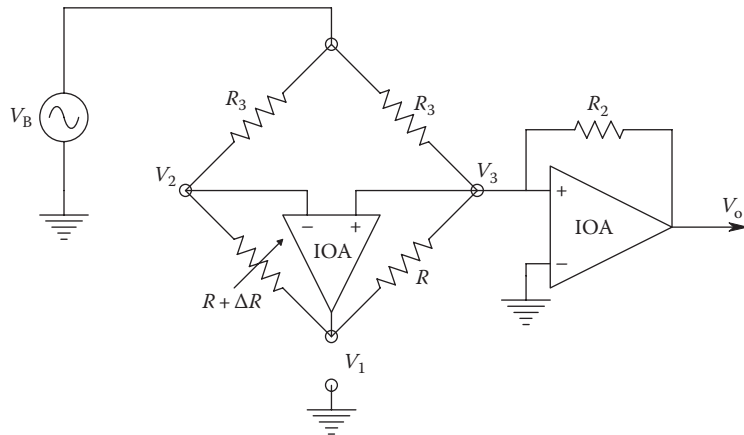 V_B
R_3
R_3
R_2
V_2
V_3
− +
IOA
+
−
IOA
V_o
R + ΔR
R
V_1